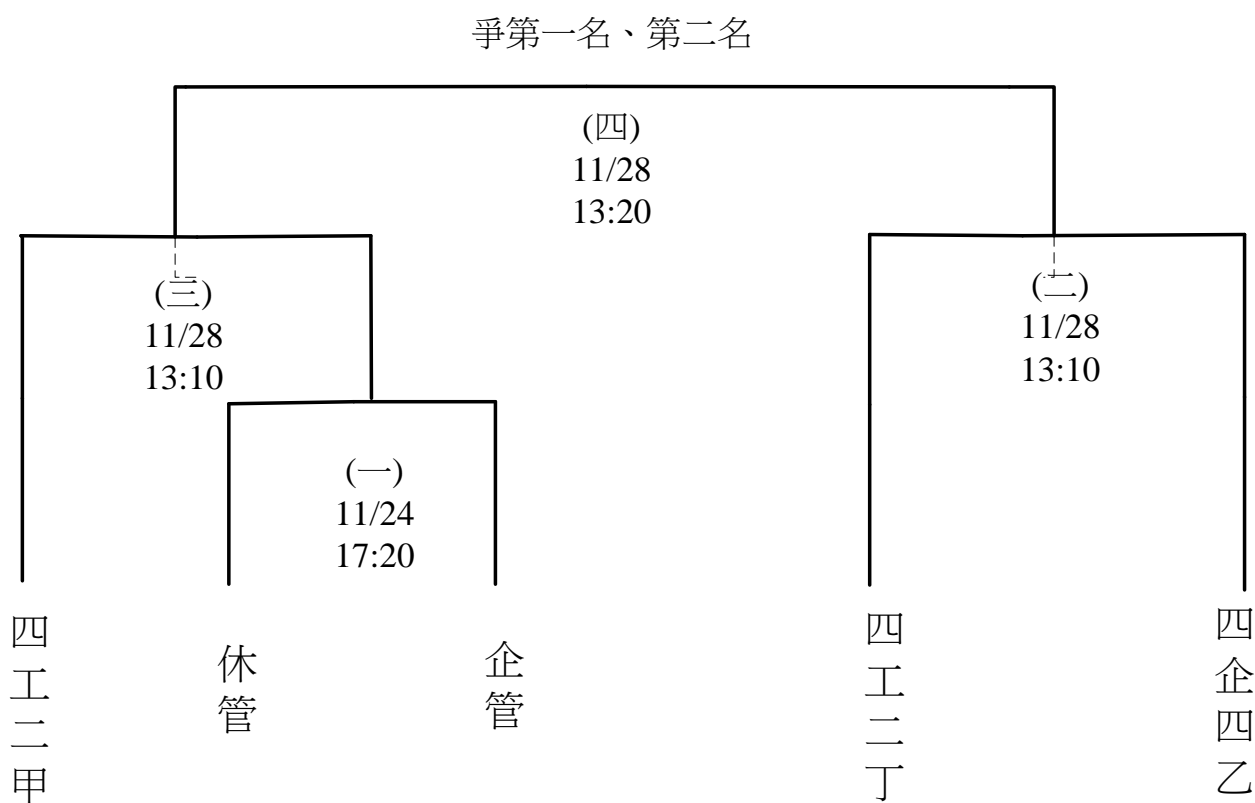 爭第一名、第二名
(四)
11/28
13:20
(三)
11/28
13:10
(二)
11/28
13:10
(一)
11/24
17:20
四工二甲
休管
企管
四工二丁
四企四乙